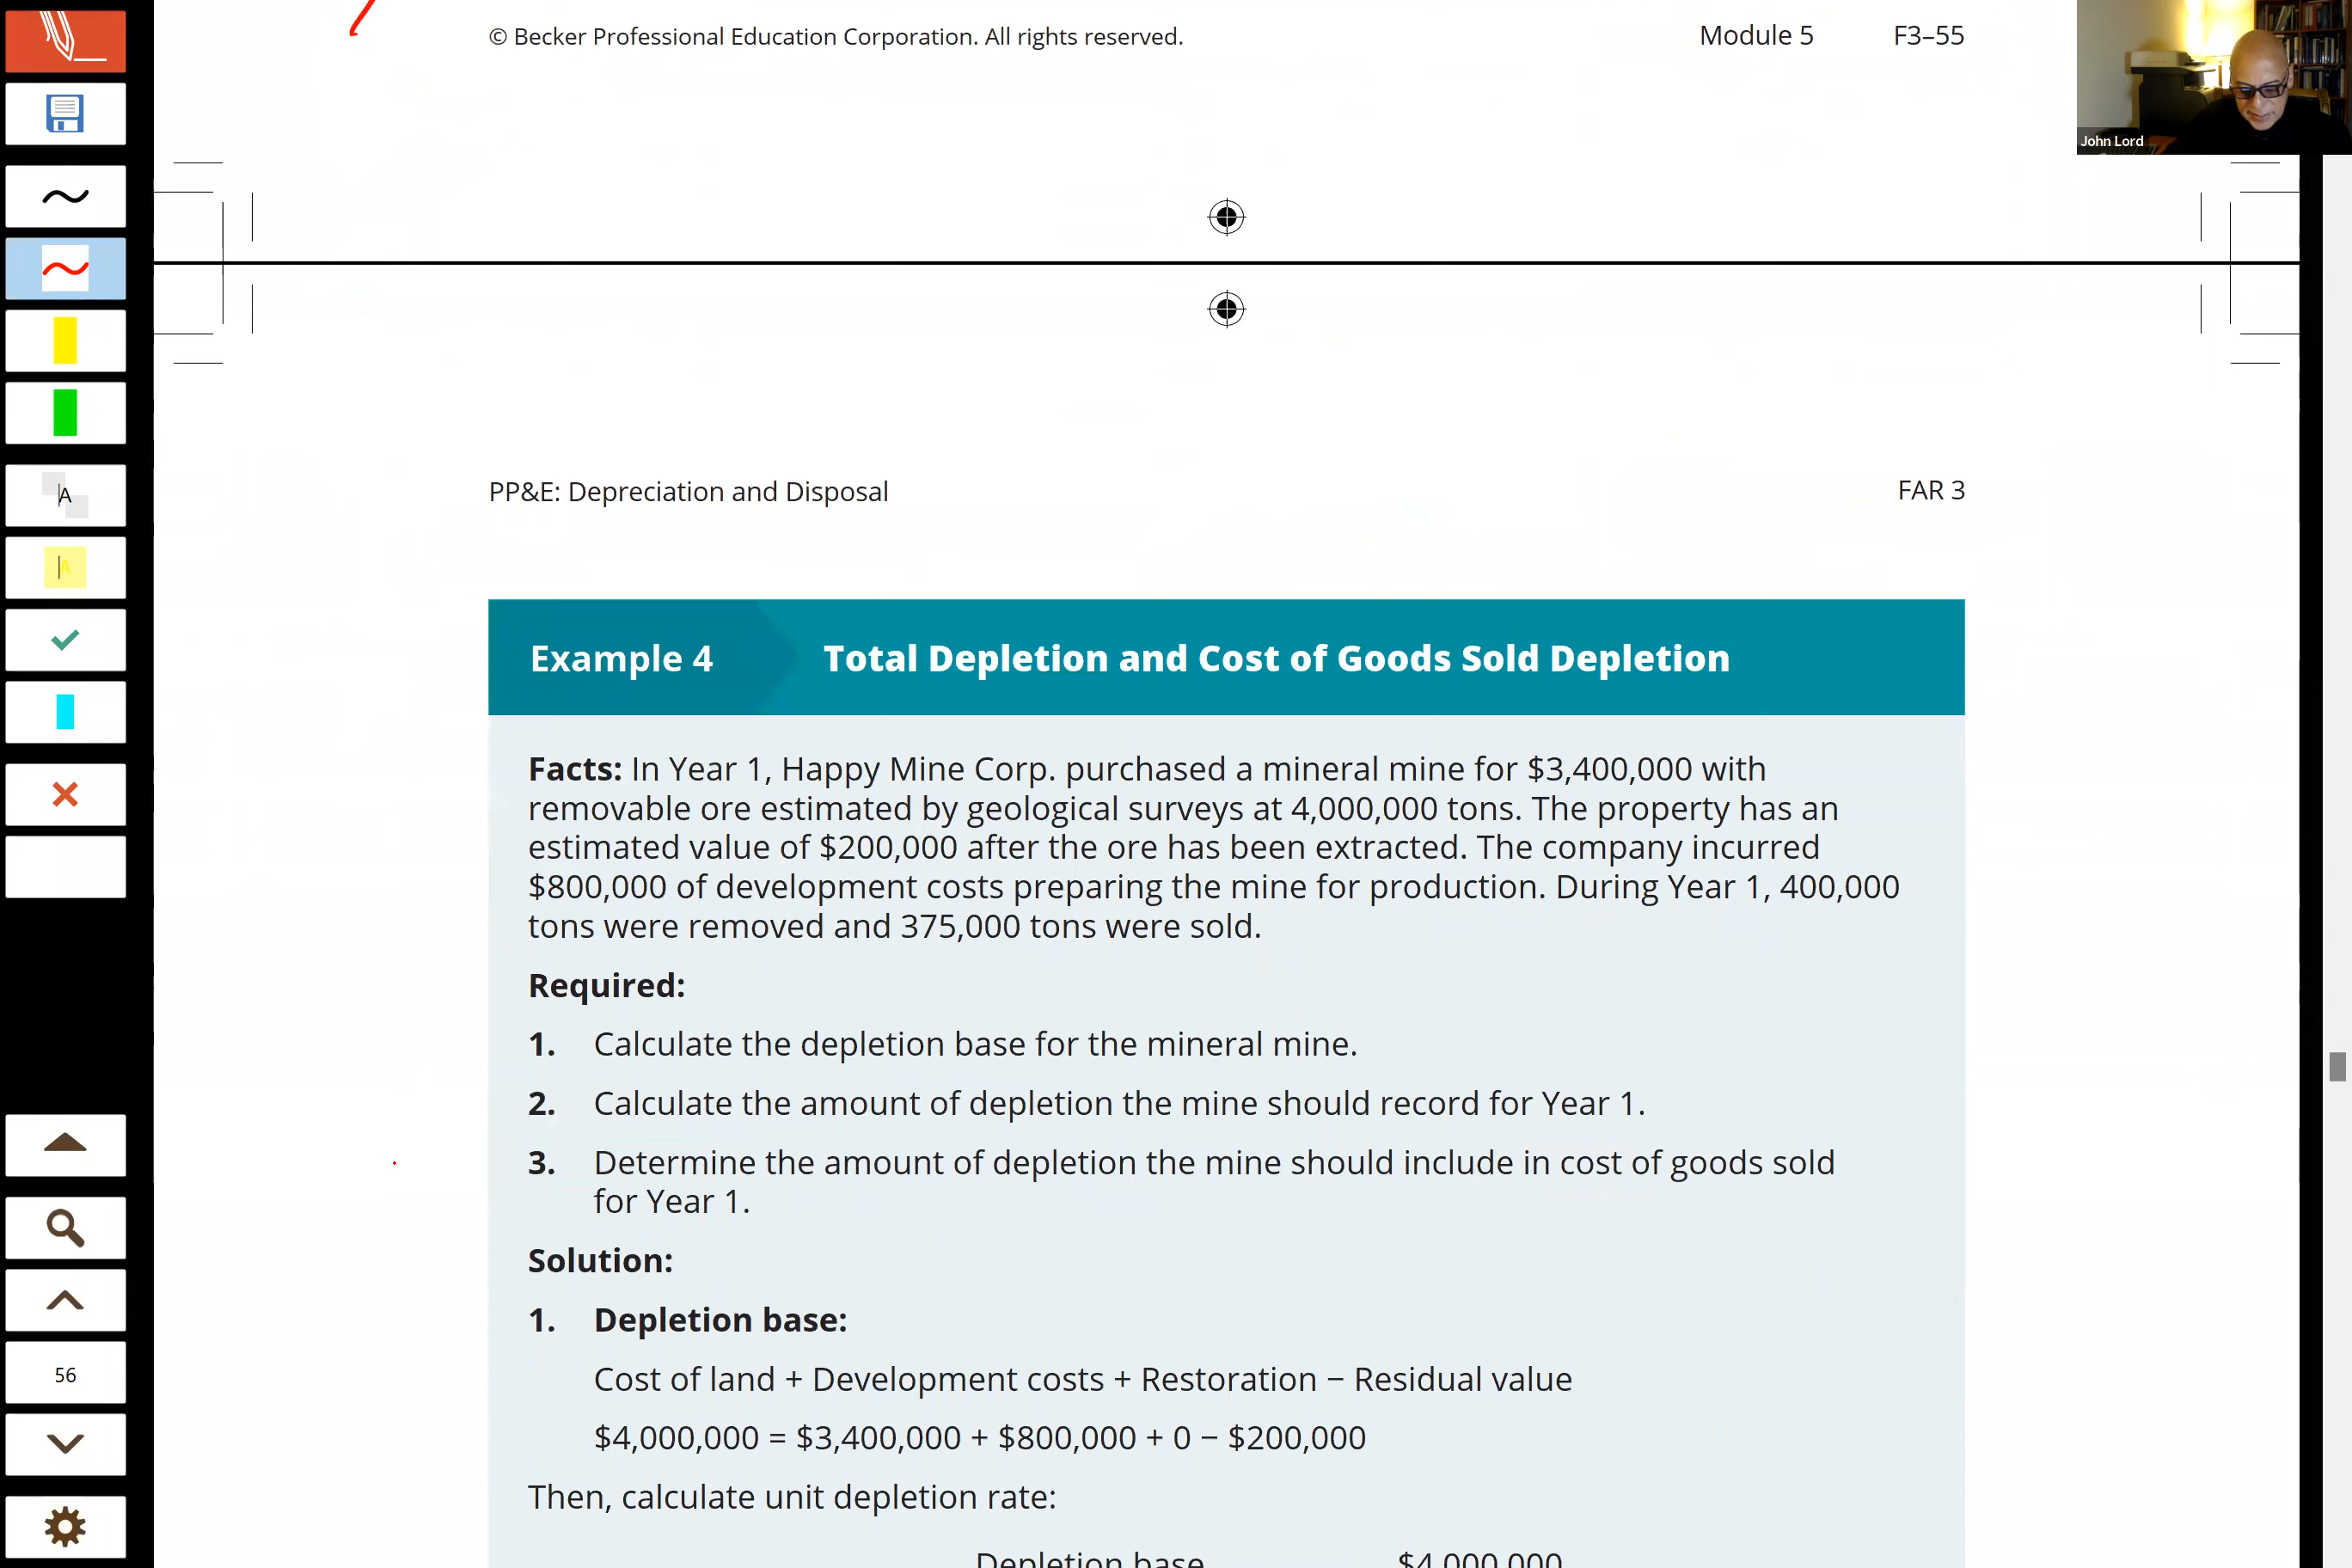 © Becker Professional Education Corporation. All rights reserved. Module 5 F3–55
John Lord
PP&E: Depreciation and Disposal FAR 3
Example 4 Total Depletion and Cost of Goods Sold Depletion
Facts: In Year 1, Happy Mine Corp. purchased a mineral mine for $3,400,000 with
removable ore estimated by geological surveys at 4,000,000 tons. The property has an
estimated value of $200,000 after the ore has been extracted. The company incurred
$800,000 of development costs preparing the mine for production. During Year 1, 400,000
tons were removed and 375,000 tons were sold.
Required:
1. Calculate the depletion base for the mineral mine.
2. Calculate the amount of depletion the mine should record for Year 1.
3. Determine the amount of depletion the mine should include in cost of goods sold
for Year 1.
Solution:
1. Depletion base:
Cost of land + Development costs + Restoration − Residual value
$4,000,000 = $3,400,000 + $800,000 + 0 − $200,000
Then, calculate unit depletion rate:
Depletion base $4,000,000
A
A
56